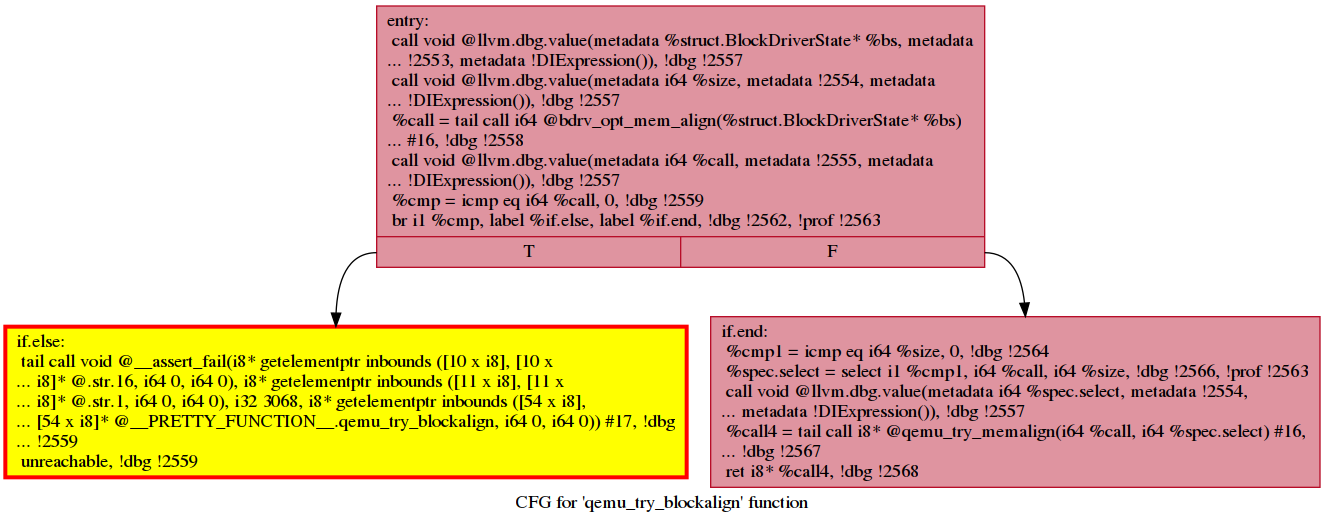 entry:
call void @llvm.dbg.value(metadata %struct.BlockDriverState* %bs, metadata
... !2553, metadata !DIExpression()), !dbg !2557
call void @llvm.dbg.value(metadata i64 %size, metadata !2554, metadata
... !DIExpression()), !dbg !2557
%call = tail call i64 @bdrv_opt_mem_align(%struct.BlockDriverState* %bs)
... #16, !dbg !2558
call void @llvm.dbg.value(metadata i64 %call, metadata !2555, metadata
... !DIExpression()), !dbg !2557
%cmp = icmp eq i64 %call, 0, !dbg !2559
br i1 %cmp, label %if.else, label %if.end, !dbg !2562, !prof !2563
T
F
if.else:
tail call void @__assert_fail(i8* getelementptr inbounds ([10 x i8], [10 x
... i8]* @.str.16, i64 0, i64 0), i8* getelementptr inbounds ([11 x i8], [11 x
... i8]* @.str.1, i64 0, i64 0), i32 3068, i8* getelementptr inbounds ([54 x i8],
... [54 x i8]* @__PRETTY_FUNCTION__.qemu_try_blockalign, i64 0, i64 0)) #17, !dbg
... !2559
unreachable, !dbg !2559
if.end:
%cmp1 = icmp eq i64 %size, 0, !dbg !2564
%spec.select = select i1 %cmp1, i64 %call, i64 %size, !dbg !2566, !prof !2563
call void @llvm.dbg.value(metadata i64 %spec.select, metadata !2554,
... metadata !DIExpression()), !dbg !2557
%call4 = tail call i8* @qemu_try_memalign(i64 %call, i64 %spec.select) #16,
... !dbg !2567
ret i8* %call4, !dbg !2568
CFG for 'qemu_try_blockalign' function